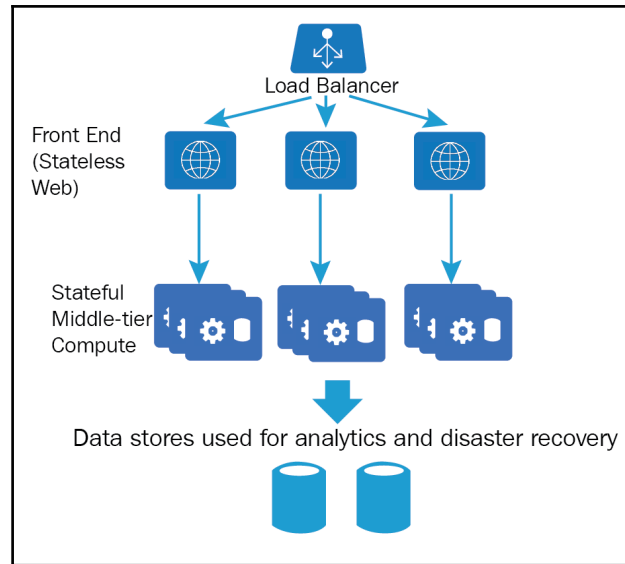 Load Balancer
Front End
(Stateless
Web)
Stateful
Middle-tier
Compute
Data stores used for analytics and disaster recovery